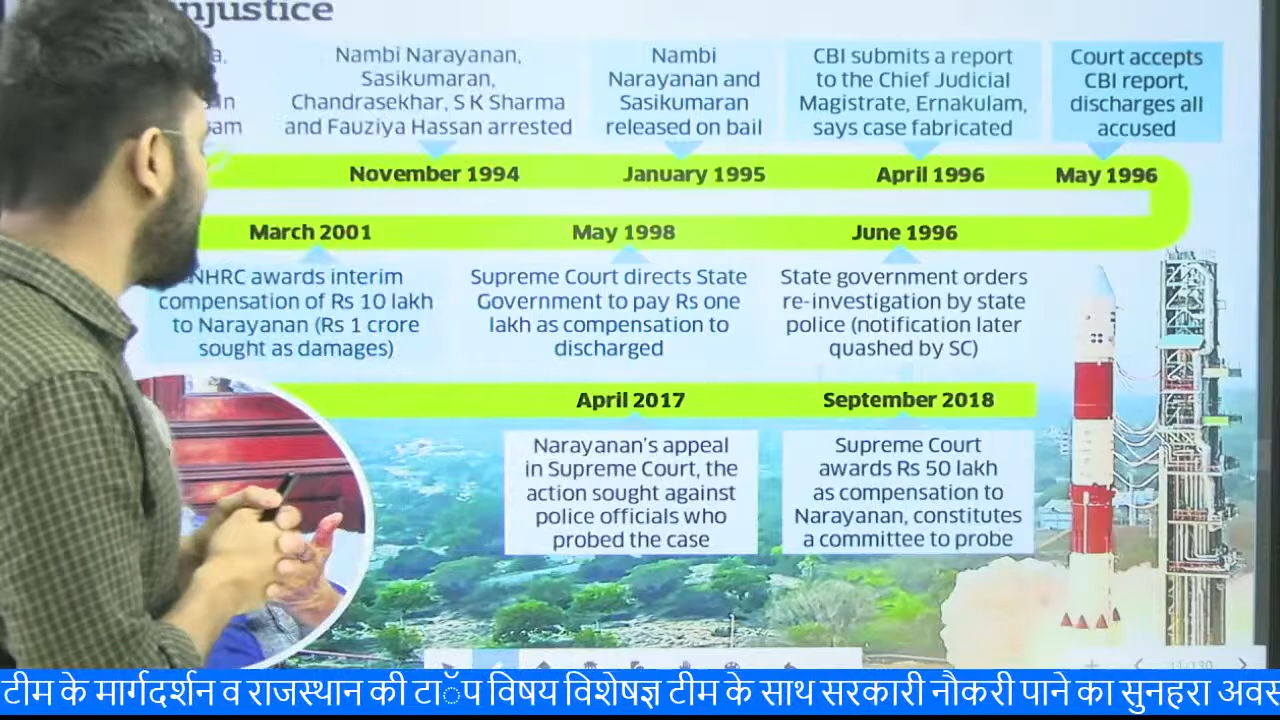 njustice
a,
in
am
Nambi Narayanan,
Sasikumaran,
Chandrasekhar, S K Sharma
and Fauziya Hassan arrested
Nambi
Narayanan and
Sasikumaran
released on bail
CBI submits a report
to the Chief Judicial
Magistrate, Ernakulam,
says case fabricated
Court accepts
CBI report,
discharges all
accused
November 1994
January 1995
April 1996
May 1996
March 2001
May 1998
June 1996
NHRC awards interim
compensation of Rs 10 lakh
to Narayanan (Rs 1 crore
sought as damages)
Supreme Court directs State
Government to pay Rs one
lakh as compensation to
discharged
State government orders
re-investigation by state
police (notification later
quashed by SC)
April 2017
September 2018
Narayanan's appeal
in Supreme Court, the
action sought against
police officials who
probed the case
Supreme Court
awards Rs 50 lakh
as compensation to
Narayanan, constitutes
a committee to probe
टीम के मार्गदर्शन व राजस्थान की टाॅप विषय विशेषज्ञ टीम के साथ सरकारी नौकरी पाने का सुनहरा अवस